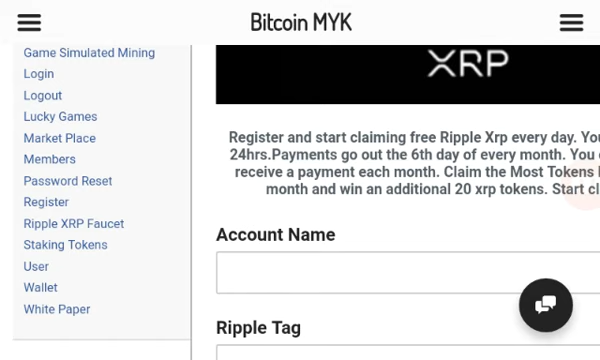 Bitcoin MYK
Game Simulated Mining
Login
Logout
Lucky Games
Market Place
Members
Password Reset
Register
Ripple XRP Faucet
Staking Tokens
User
Wallet
White Paper
XRP
Register and start claiming free Ripple Xrp every day.
24hrs.Payments go out the 6th day of every month. You
receive a payment each month. Claim the Most Tokens
month and win an additional 20 xrp tokens. Start
Account Name
Ripple Tag